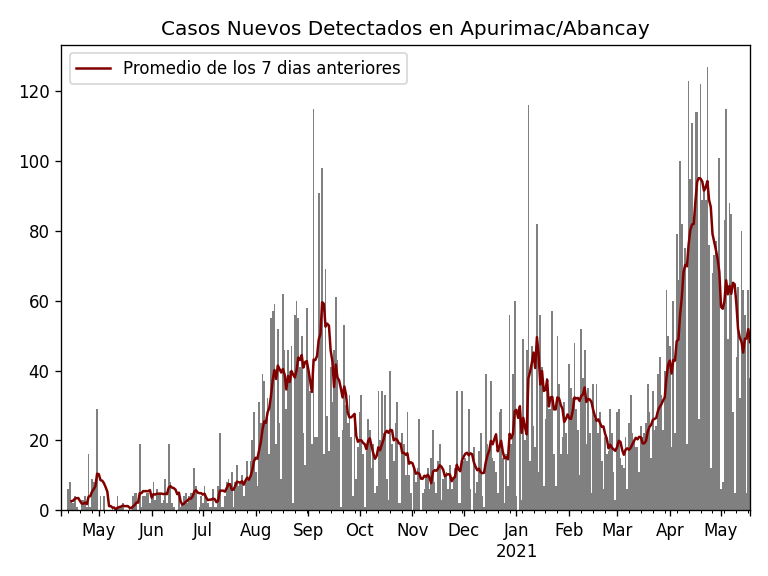 Casos Nuevos Detectados en Apurimac/Abancay
Promedio de los 7 dias anteriores
120
100
80
60
40
20
0
May Jun Jul Aug Sep Oct Nov Dec Jan Feb Mar Apr May
2021